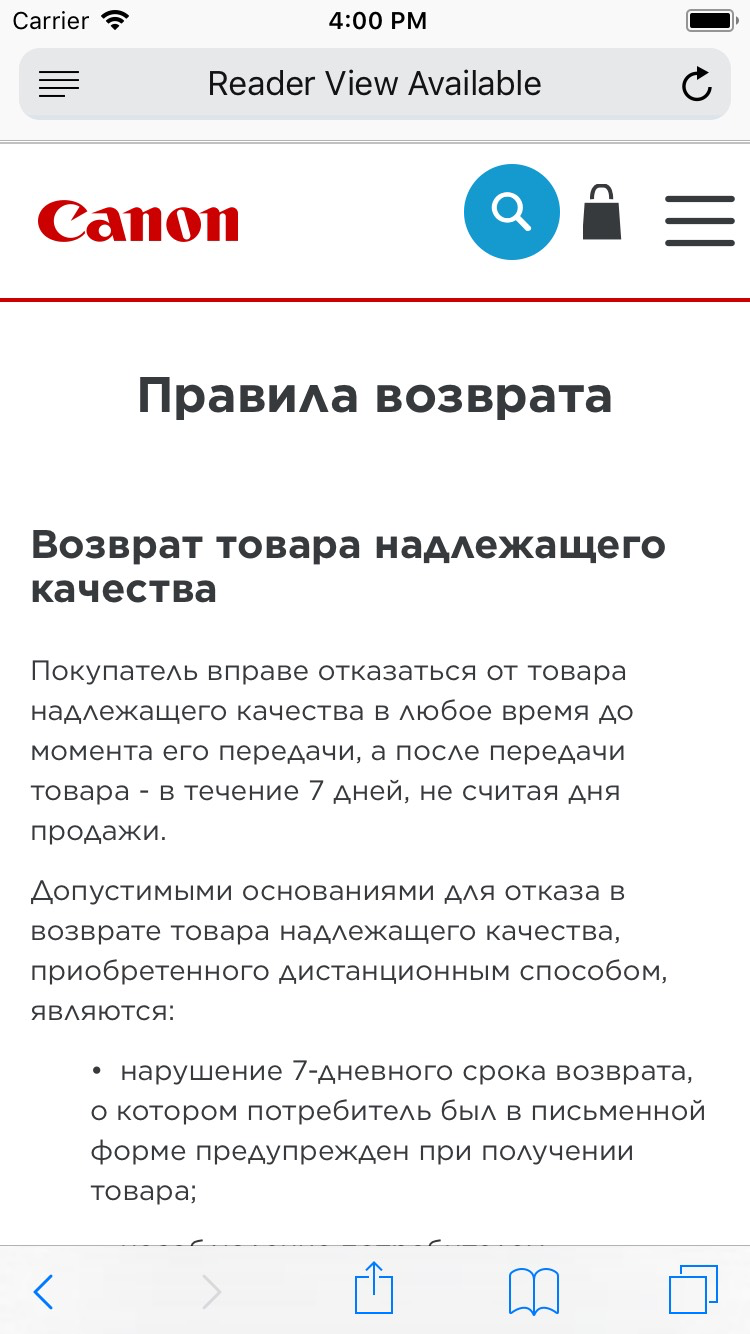 Carrier 4:00 PM
Reader View Available
Canon
Правила возврата
Возврат товара надлежащего
качества
Покупатель вправе отказаться от товара
надлежащего качества в любое время до
момента его передачи, а после передачи
товара - в течение 7 дней, не считая дня
продажи.
Допустимыми основаниями для отказа в
возврате товара надлежащего качества,
приобретенного дистанционным способом,
являются:
• нарушение 7-дневного срока возврата,
о котором потребитель был в письменной
форме предупрежден при получении
товара;